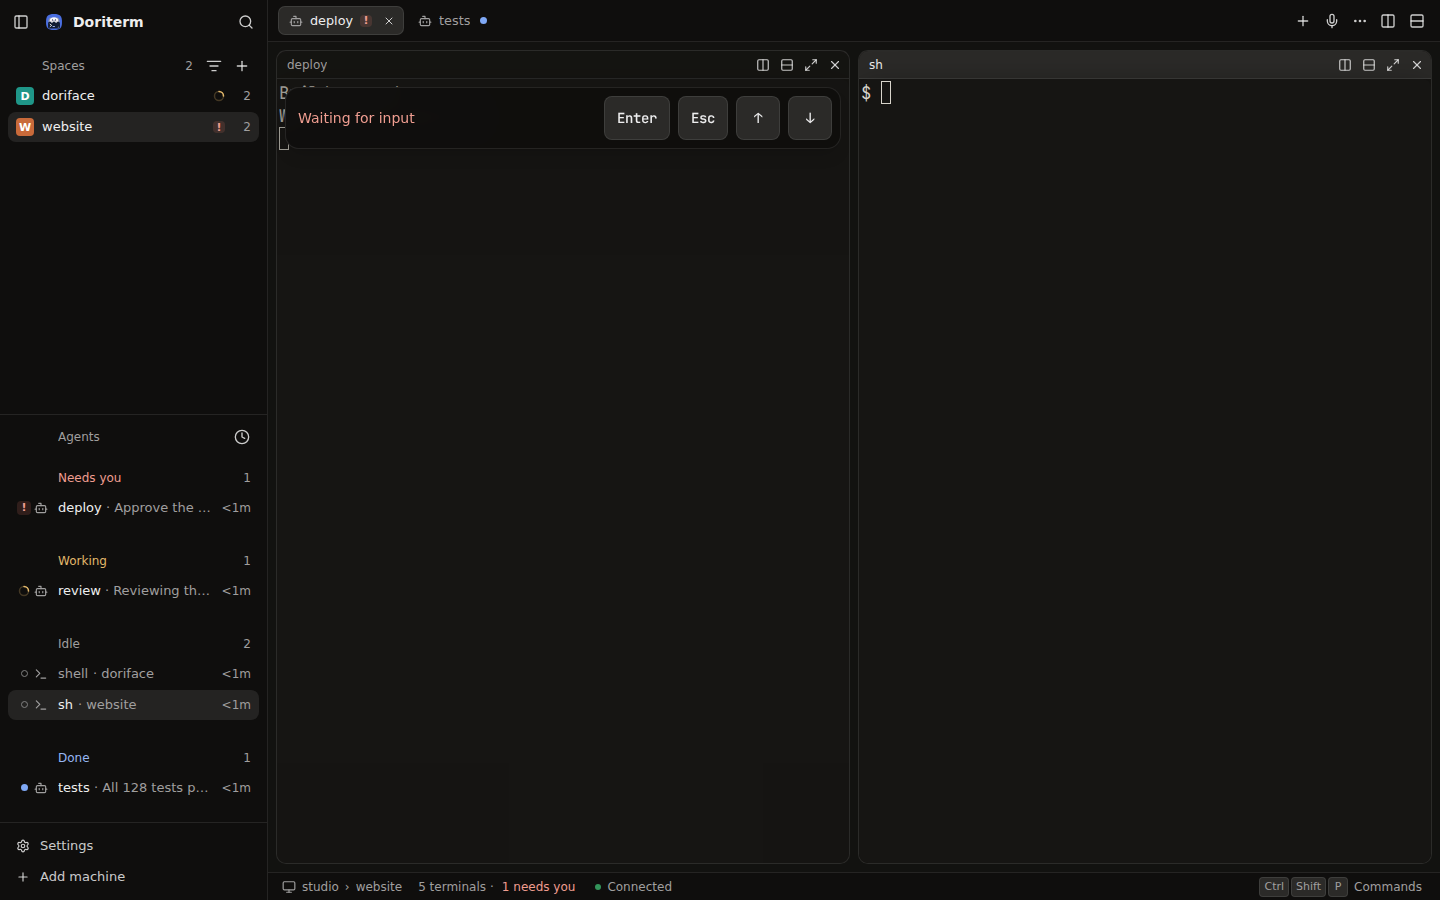 Doriterm
Spaces 2
D doriface 2
W website ! 2
Agents
Needs you 1
! deploy · Approve the ... <1m
Working 1
review · Reviewing th... <1m
Idle 2
shell · doriface <1m
sh · website <1m
Done 1
tests · All 128 tests p... <1m
Settings
Add machine
deploy !
tests
deploy
Waiting for input
Enter
Esc
↑
↓
sh
$
studio › website 5 terminals · 1 needs you Connected
Ctrl Shift P Commands